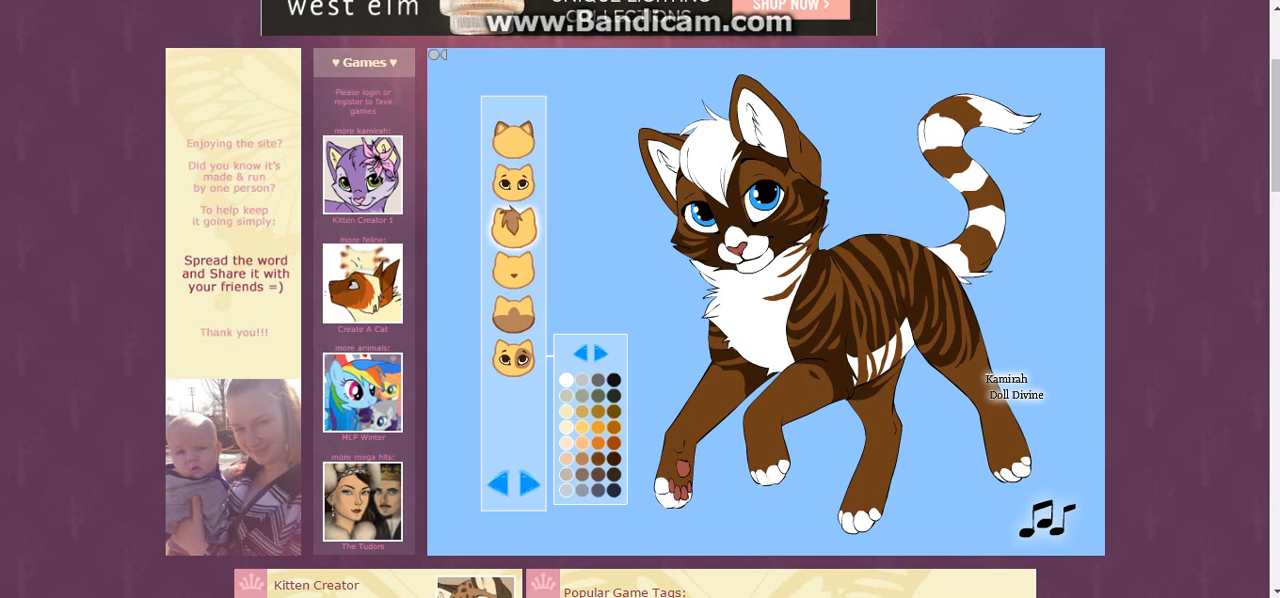 west elm
UNIQUE LIGHTING
COLLECTIONS
SHOP NOW >
www.Bandicam.com
Enjoying the site?
Did you know it's
made & run
by one person?
To help keep
it going simply:
Spread the word
and Share it with
your friends =)
Thank you!!!
♥ Games ♥
Please login or
register to fave
games
more kamirah:
Kitten Creator 1
more feline:
Create A Cat
more animals:
MLP Winter
more mega hits:
The Tudors
Kamirah
Doll Divine
Kitten Creator
Popular Game Tags: